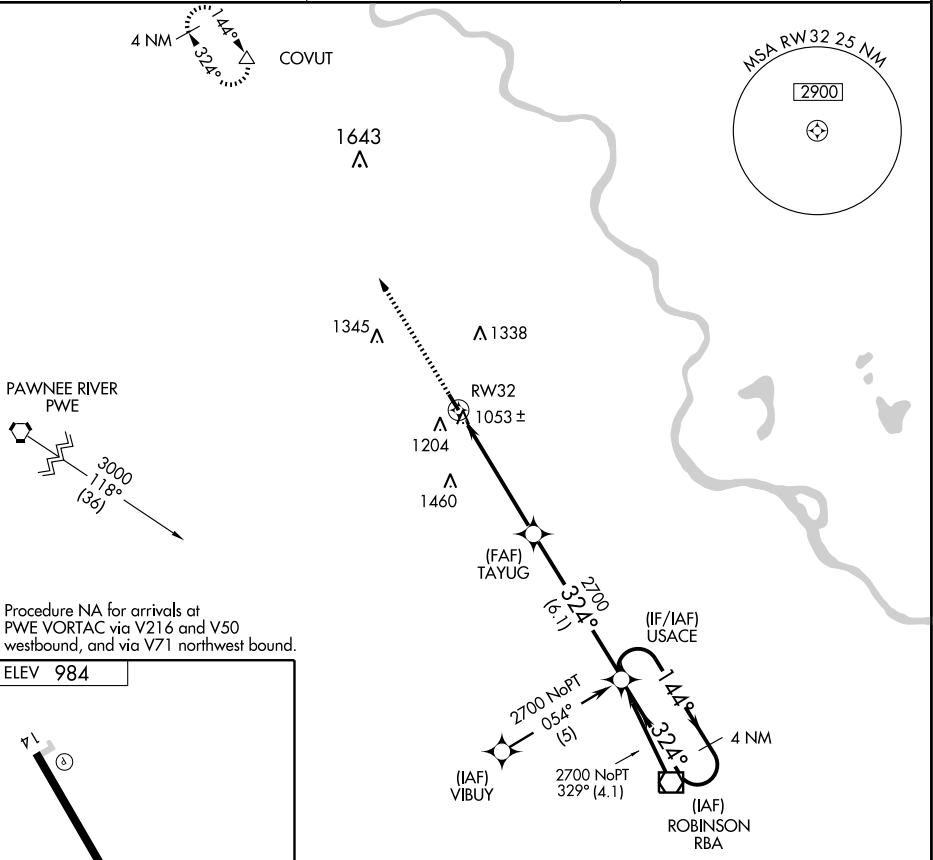 4 NM
144°
324°
COVUT
MSA RW32 25 NM
2900
1643
1345
1338
RW32
1053 ±
1204
1460
PAWNEE RIVER
PWE
3000
118°
(36)
(FAF)
TAYUG
2700
324°
(6.1)
(IF/IAF)
USACE
Procedure NA for arrivals at
PWE VORTAC via V216 and V50
westbound, and via V71 northwest bound.
ELEV 984
14
P
2700 NoPT
054°
(5)
144°
324°
4 NM
(IAF)
VIBUY
2700 NoPT
329° (4.1)
(IAF)
ROBINSON
RBA